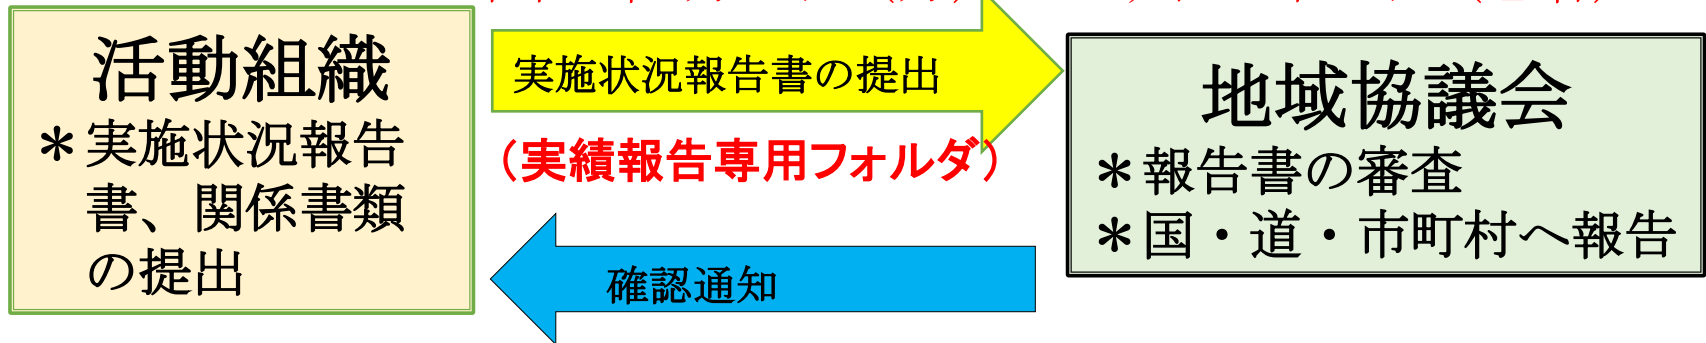 活動組織
＊実施状況報告
書、関係書類
の提出
実施状況報告書の提出
（実績報告専用フォルダ）
確認通知
地域協議会
＊報告書の審査
＊国・道・市町村へ報告